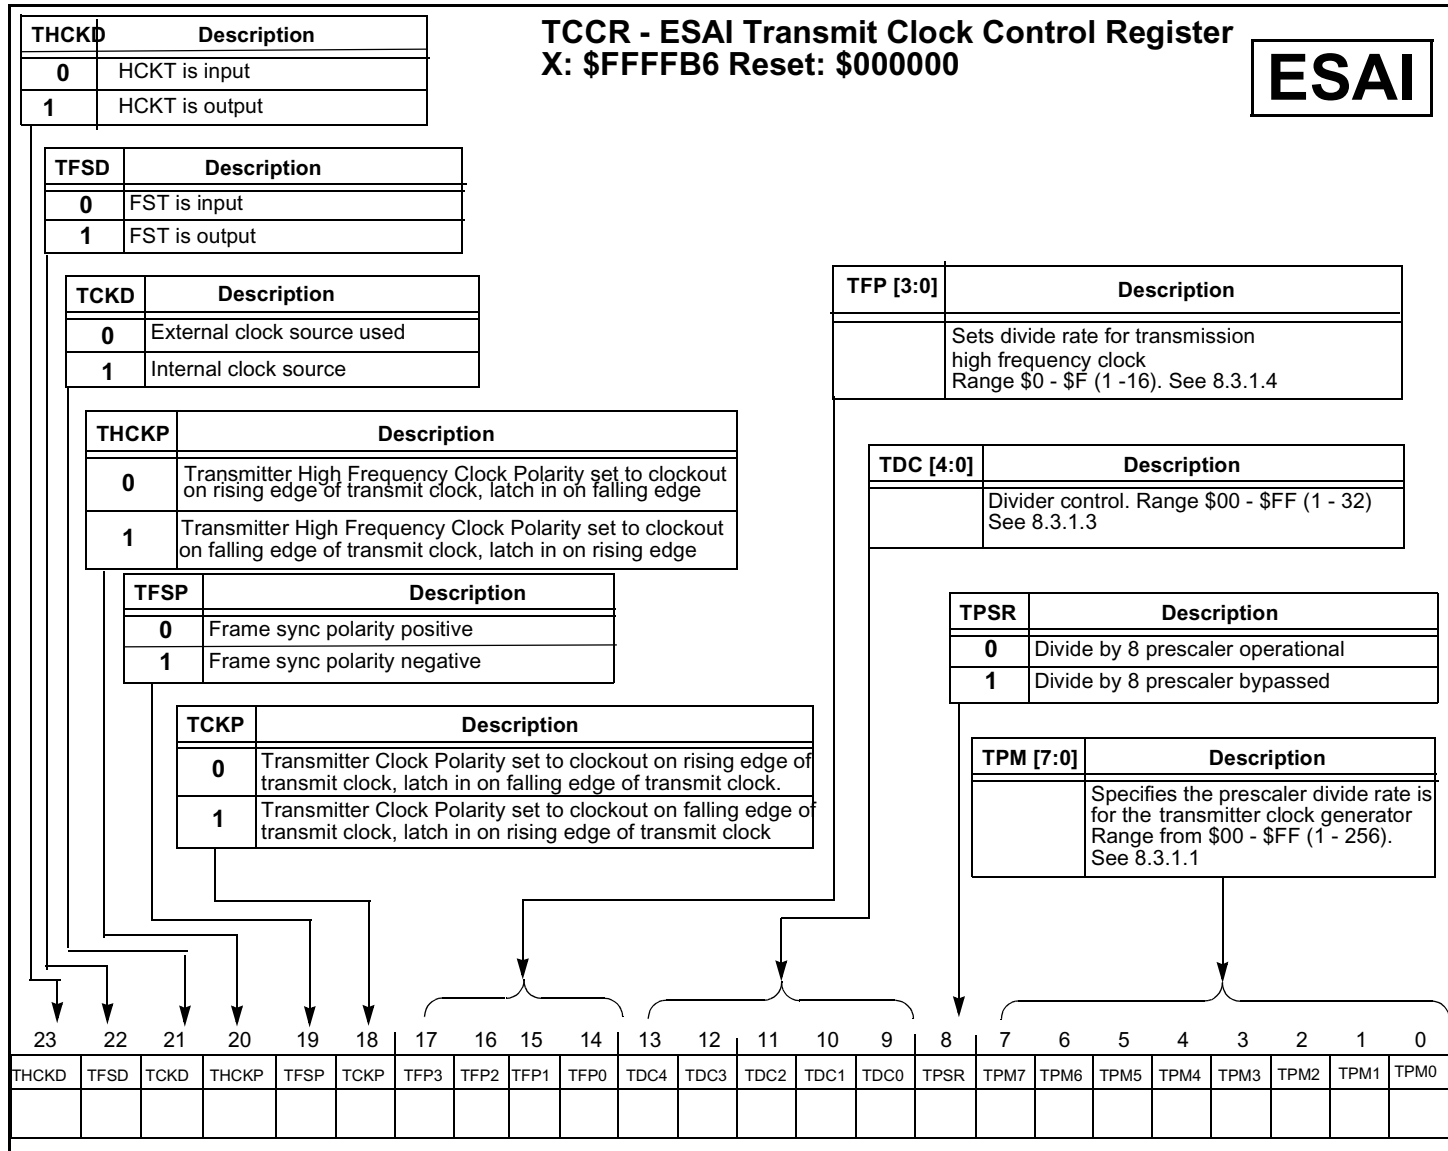 TCCR - ESAI Transmit Clock Control Register
X: $FFFFB6 Reset: $000000
ESAI
THCKD Description
0 HCKT is input
1 HCKT is output
TFSD Description
0 FST is input
1 FST is output
TCKD Description
0 External clock source used
1 Internal clock source
THCKP Description
0 Transmitter High Frequency Clock Polarity set to clockout
on rising edge of transmit clock, latch in on falling edge
1 Transmitter High Frequency Clock Polarity set to clockout
on falling edge of transmit clock, latch in on rising edge
TFSP Description
0 Frame sync polarity positive
1 Frame sync polarity negative
TCKP Description
0 Transmitter Clock Polarity set to clockout on rising edge of
transmit clock, latch in on falling edge of transmit clock.
1 Transmitter Clock Polarity set to clockout on falling edge of
transmit clock, latch in on rising edge of transmit clock
TFP [3:0] Description
Sets divide rate for transmission
high frequency clock
Range $0 - $F (1 -16). See 8.3.1.4
TDC [4:0] Description
Divider control. Range $00 - $FF (1 - 32)
See 8.3.1.3
TPSR Description
0 Divide by 8 prescaler operational
1 Divide by 8 prescaler bypassed
TPM [7:0] Description
Specifies the prescaler divide rate is
for the transmitter clock generator
Range from $00 - $FF (1 - 256).
See 8.3.1.1
23 22 21 20 19 18 17 16 15 14 13 12 11 10 9 8 7 6 5 4 3 2 1 0
THCKD TFSD TCKD THCKP TFSP TCKP TFP3 TFP2 TFP1 TFP0 TDC4 TDC3 TDC2 TDC1 TDC0 TPSR TPM7 TPM6 TPM5 TPM4 TPM3 TPM2 TPM1 TPM0